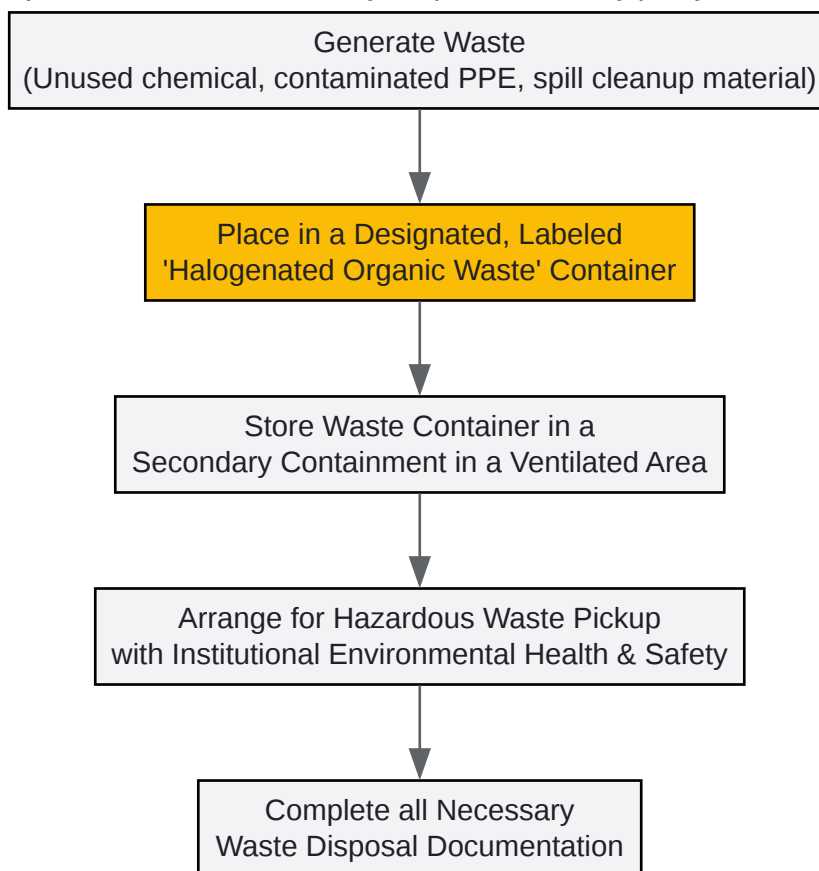 Generate Waste
(Unused chemical, contaminated PPE, spill cleanup material)
Place in a Designated, Labeled
'Halogenated Organic Waste' Container
Store Waste Container in a
Secondary Containment in a Ventilated Area
Arrange for Hazardous Waste Pickup
with Institutional Environmental Health & Safety
Complete all Necessary
Waste Disposal Documentation